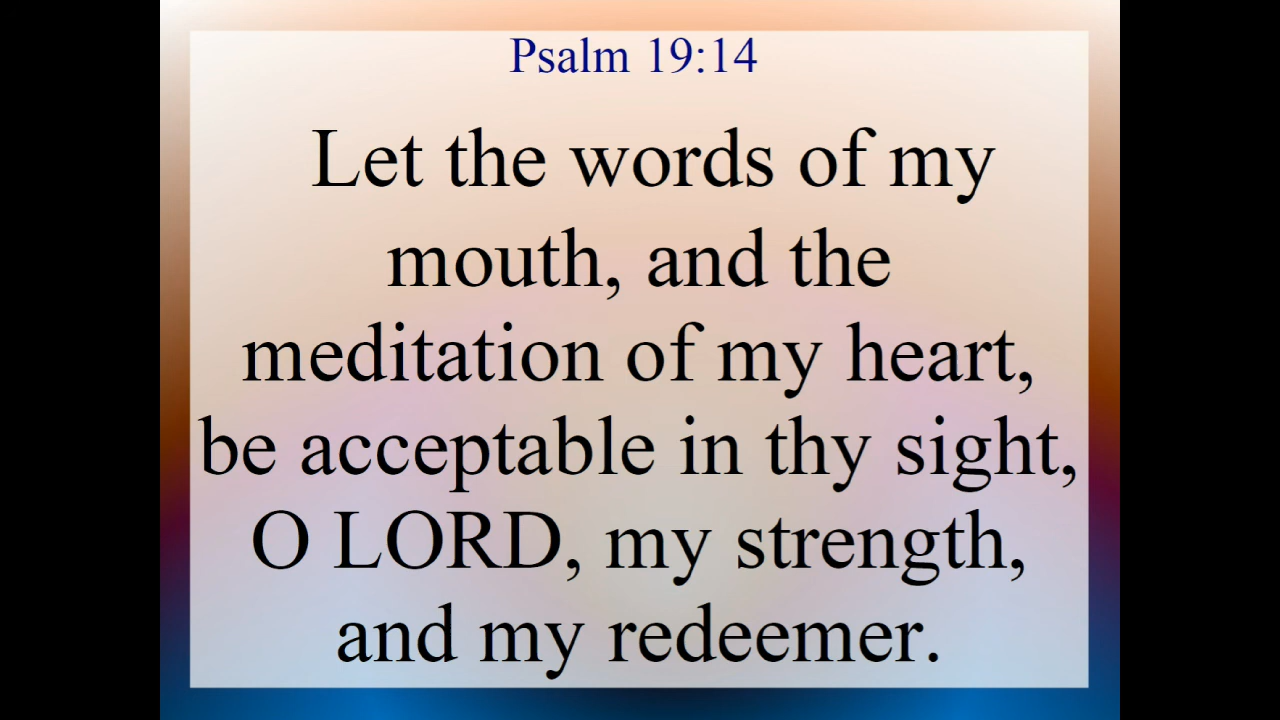 Psalm 19:14
Let the words of my
mouth, and the
meditation of my heart,
be acceptable in thy sight,
O LORD, my strength,
and my redeemer.